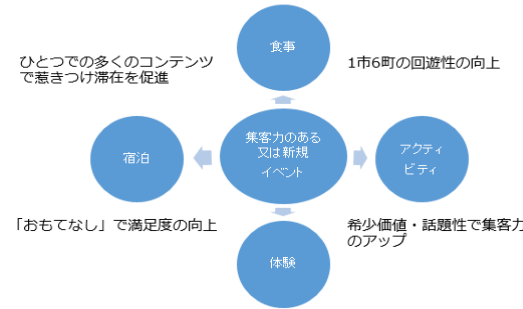 食事
ひとつでの多くのコンテンツ
で惹きつけ滞在を促進
1市6町の回遊性の向上
集客力のある
又は新規
イベント
宿泊
アクティ
ビティ
「おもてなし」で満足度の向上
希少価値・話題性で集客力
のアップ
体験